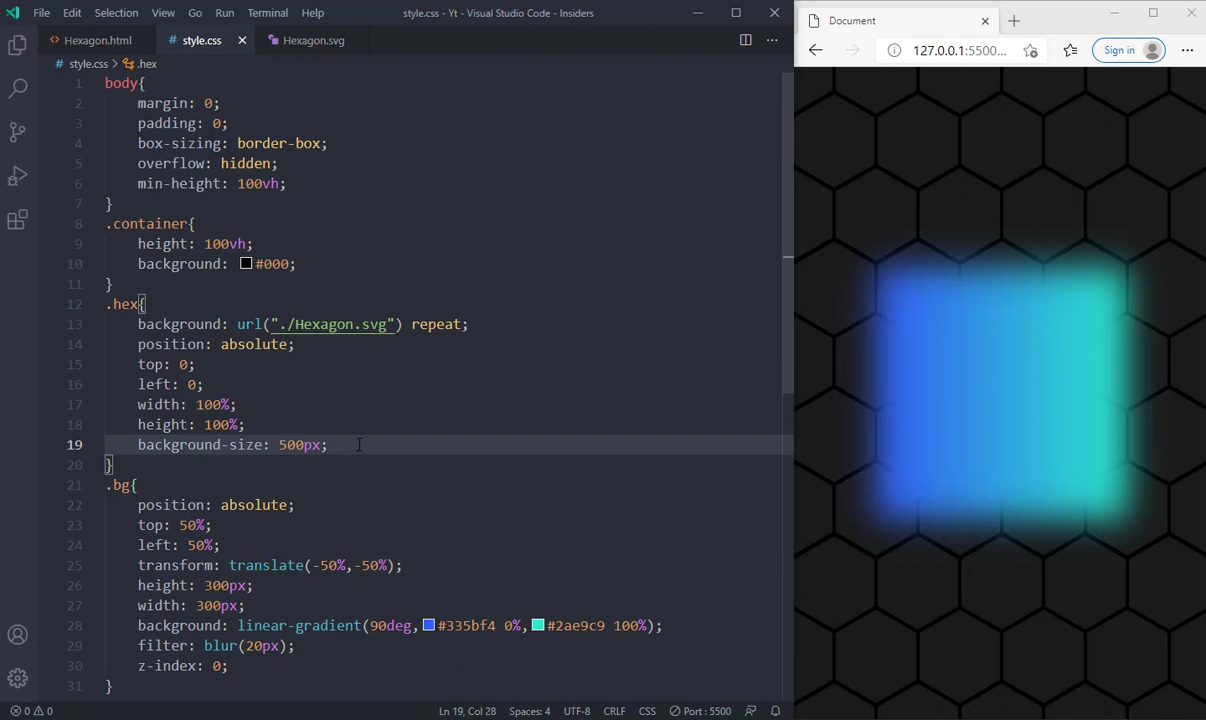 File Edit Selection View Go Run Terminal Help style.css - Yt - Visual Studio Code - Insiders
Hexagon.html # style.css Hexagon.svg
# style.css > .hex
1 body{
2 margin: 0;
3 padding: 0;
4 box-sizing: border-box;
5 overflow: hidden;
6 min-height: 100vh;
7 }
8 .container{
9 height: 100vh;
10 background: #000;
11 }
12 .hex{
13 background: url("./Hexagon.svg") repeat;
14 position: absolute;
15 top: 0;
16 left: 0;
17 width: 100%;
18 height: 100%;
19 background-size: 500px;
20 }
21 .bg{
22 position: absolute;
23 top: 50%;
24 left: 50%;
25 transform: translate(-50%,-50%);
26 height: 300px;
27 width: 300px;
28 background: linear-gradient(90deg,#335bf4 0%,#2ae9c9 100%);
29 filter: blur(20px);
30 z-index: 0;
31 }
0 0 Ln 19, Col 28 Spaces: 4 UTF-8 CRLF CSS Port : 5500
Document
127.0.0.1:5500... Sign in